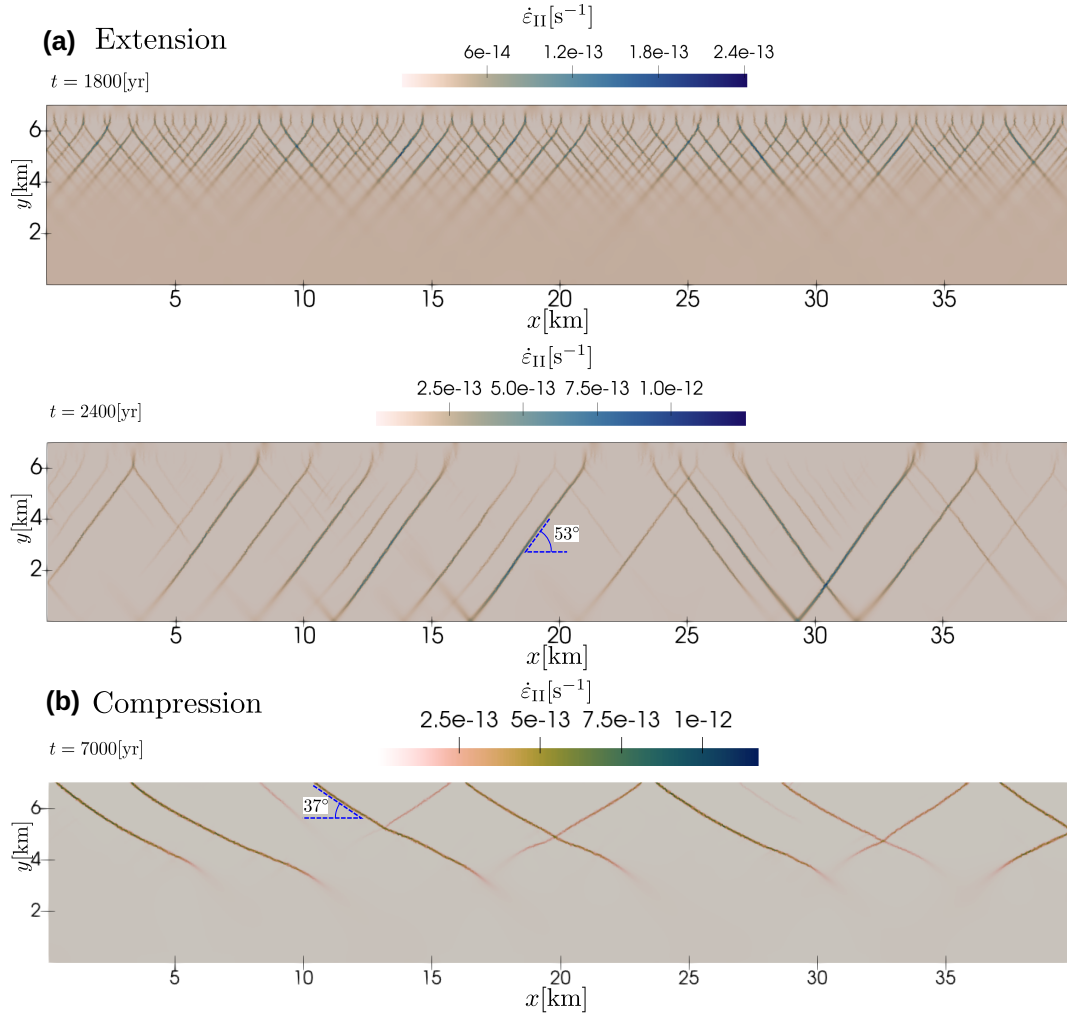 (a) Extension
ε̇_II[s⁻¹]
6e-14 1.2e-13 1.8e-13 2.4e-13
t = 1800[yr]
6
4
2
y[km]
5 10 15 20 25 30 35
x[km]
ε̇_II[s⁻¹]
2.5e-13 5.0e-13 7.5e-13 1.0e-12
t = 2400[yr]
6
4
2
y[km]
53°
5 10 15 20 25 30 35
x[km]
(b) Compression
ε̇_II[s⁻¹]
2.5e-13 5e-13 7.5e-13 1e-12
t = 7000[yr]
6
4
2
y[km]
37°
5 10 15 20 25 30 35
x[km]